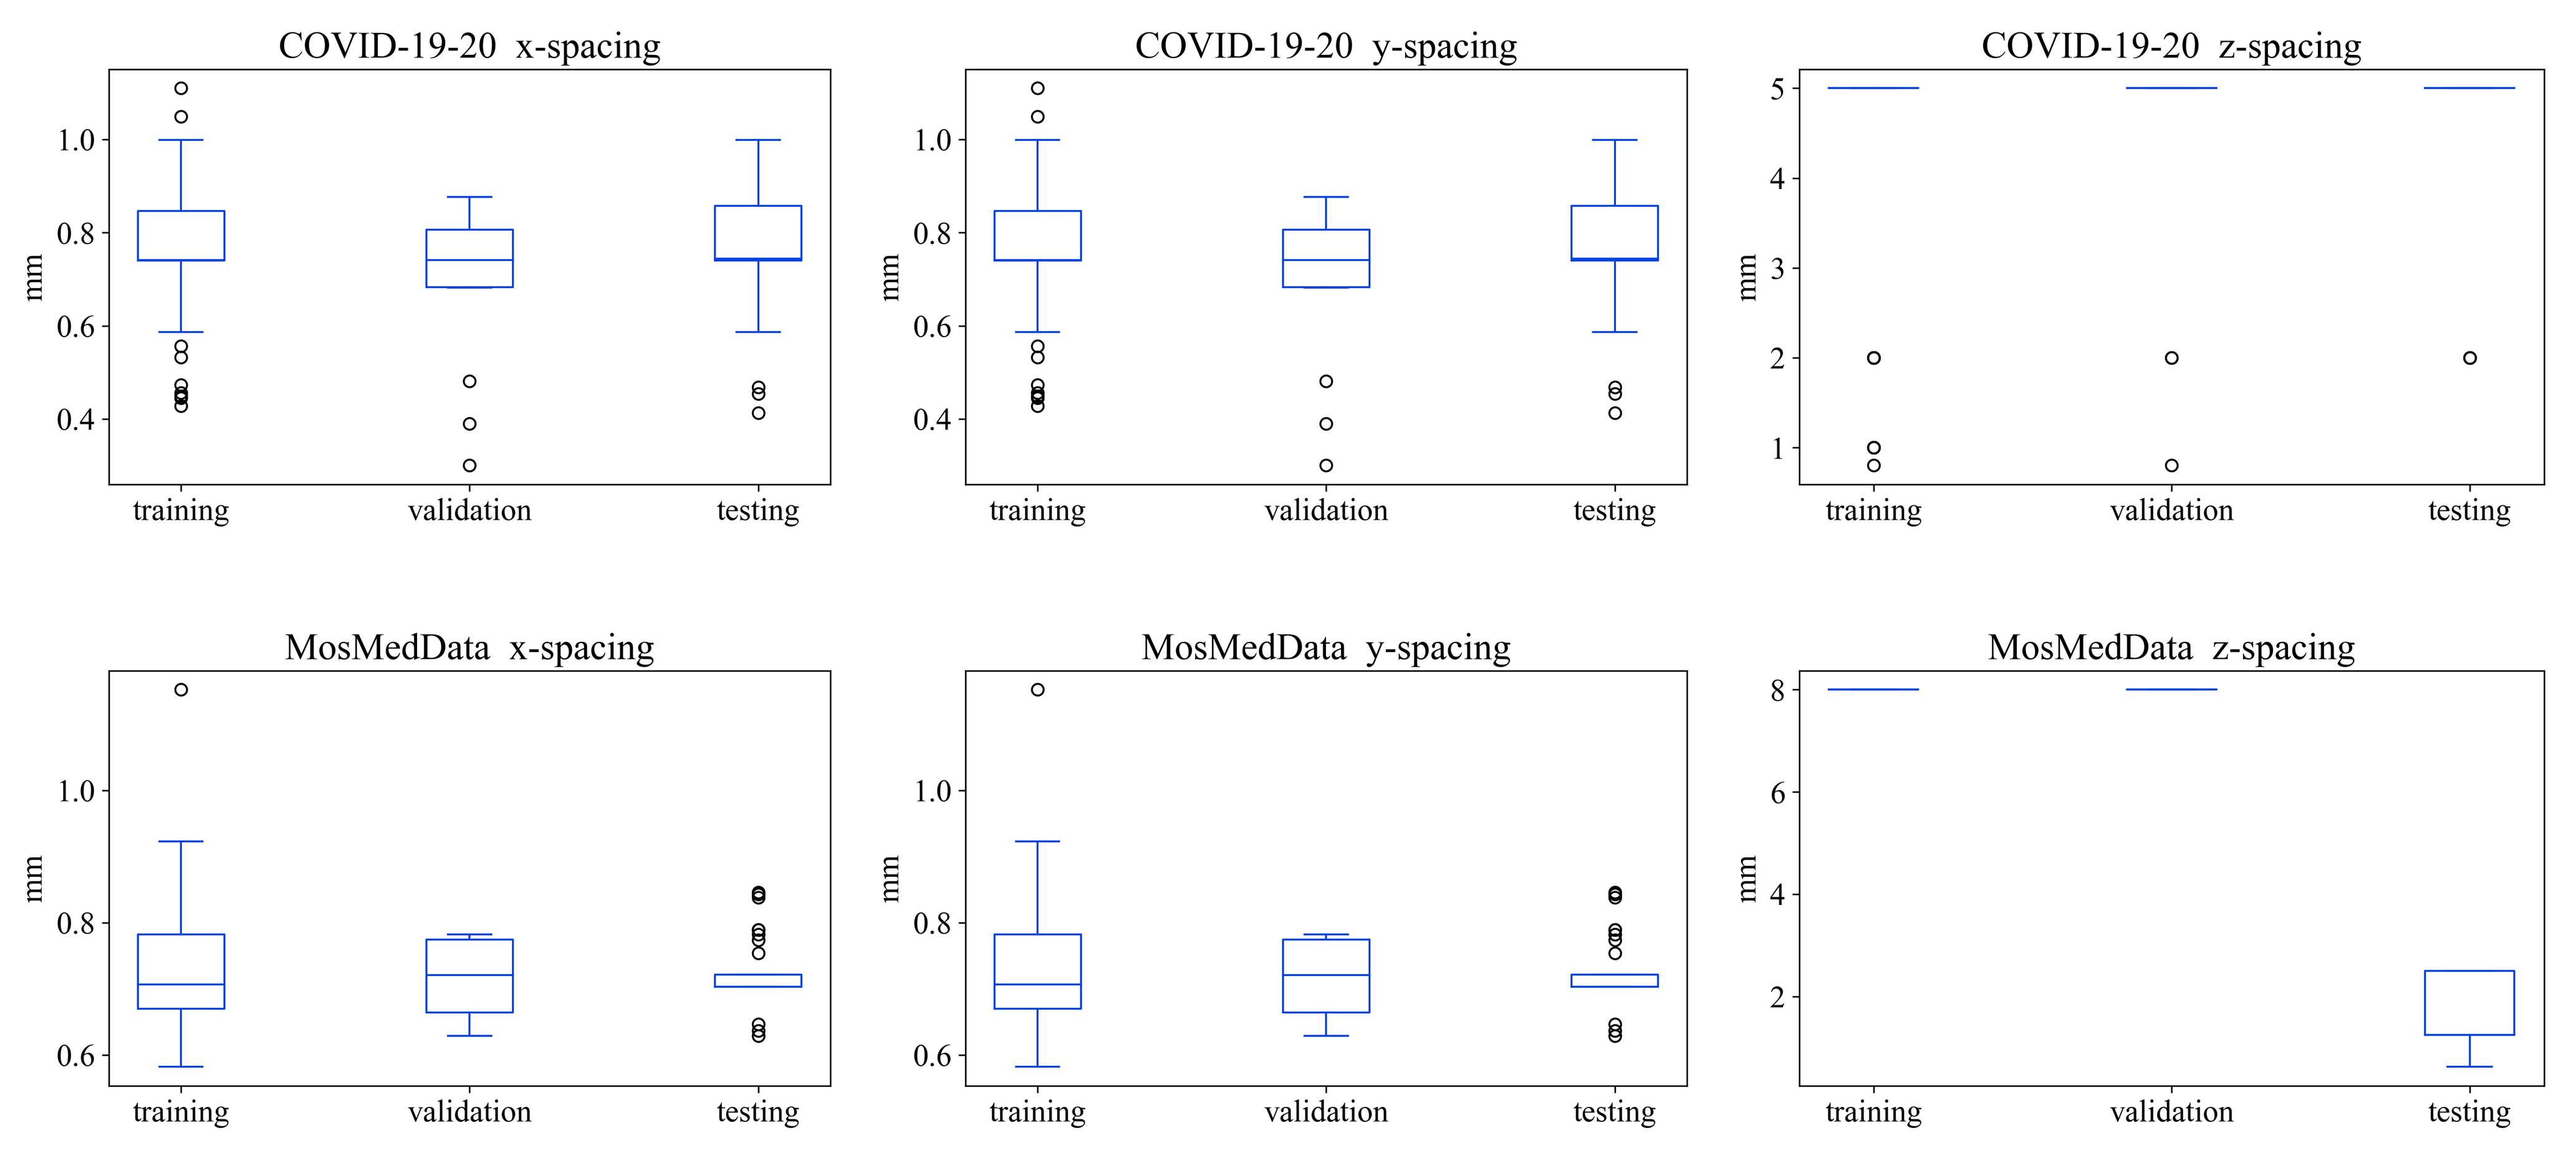 COVID-19-20 x-spacing
mm
1.0
0.8
0.6
0.4
training validation testing
COVID-19-20 y-spacing
mm
1.0
0.8
0.6
0.4
training validation testing
COVID-19-20 z-spacing
mm
5
4
3
2
1
training validation testing
MosMedData x-spacing
mm
1.0
0.8
0.6
training validation testing
MosMedData y-spacing
mm
1.0
0.8
0.6
training validation testing
MosMedData z-spacing
mm
8
6
4
2
training validation testing